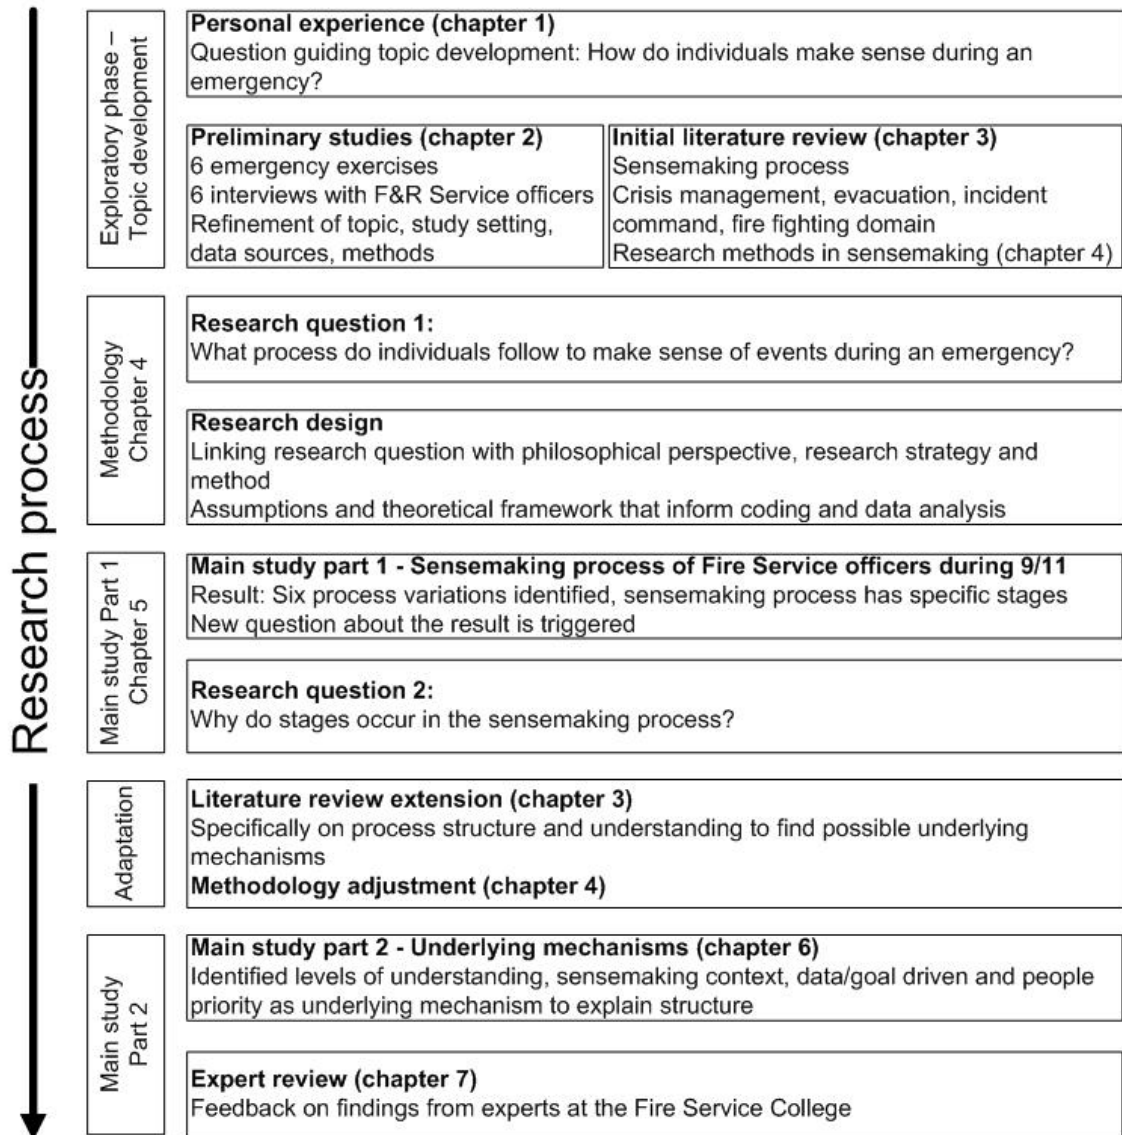 Research process
Exploratory phase –
Topic development
Personal experience (chapter 1)
Question guiding topic development: How do individuals make sense during an
emergency?
Preliminary studies (chapter 2)
6 emergency exercises
6 interviews with F&R Service officers
Refinement of topic, study setting,
data sources, methods
Initial literature review (chapter 3)
Sensemaking process
Crisis management, evacuation, incident
command, fire fighting domain
Research methods in sensemaking (chapter 4)
Methodology
Chapter 4
Research question 1:
What process do individuals follow to make sense of events during an emergency?
Research design
Linking research question with philosophical perspective, research strategy and
method
Assumptions and theoretical framework that inform coding and data analysis
Main study Part 1
Chapter 5
Main study part 1 - Sensemaking process of Fire Service officers during 9/11
Result: Six process variations identified, sensemaking process has specific stages
New question about the result is triggered
Research question 2:
Why do stages occur in the sensemaking process?
Adaptation
Literature review extension (chapter 3)
Specifically on process structure and understanding to find possible underlying
mechanisms
Methodology adjustment (chapter 4)
Main study
Part 2
Main study part 2 - Underlying mechanisms (chapter 6)
Identified levels of understanding, sensemaking context, data/goal driven and people
priority as underlying mechanism to explain structure
Expert review (chapter 7)
Feedback on findings from experts at the Fire Service College